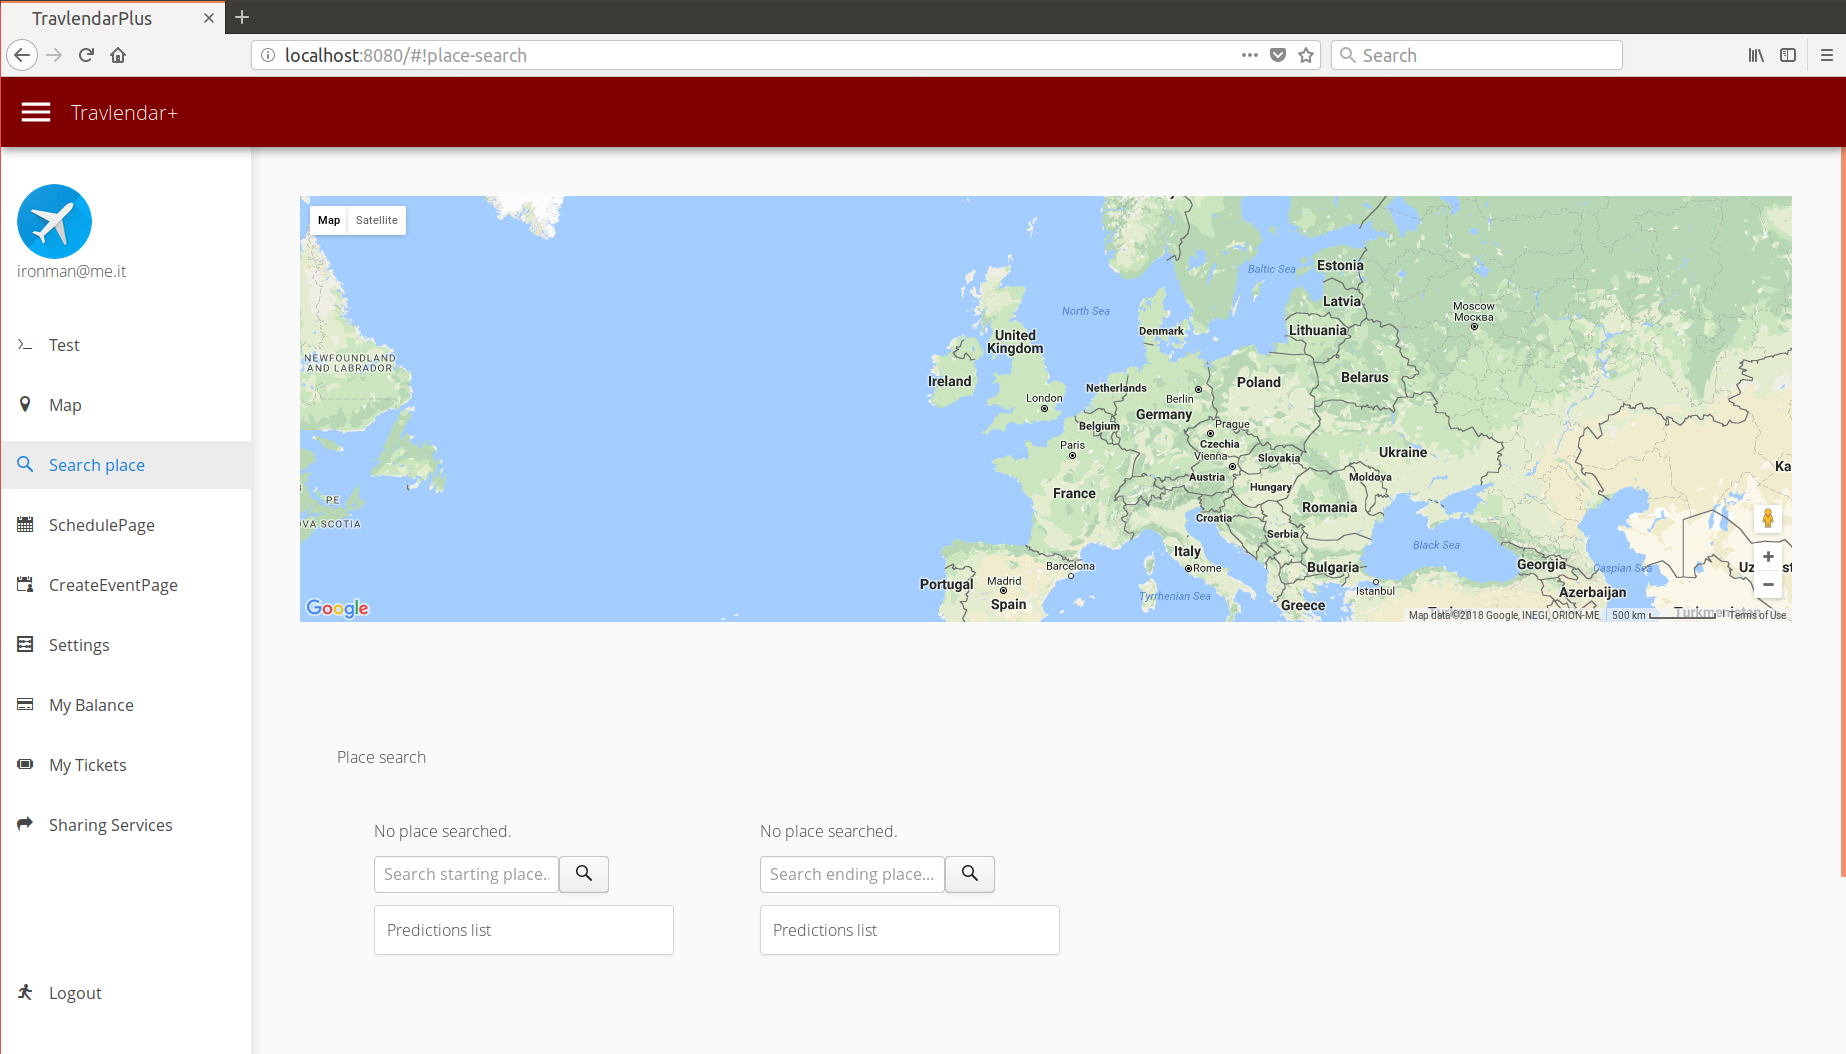 TravlendarPlus
localhost:8080/#!place-search
Search
Travlendar+
ironman@me.it
Test
Map
Search place
SchedulePage
CreateEventPage
Settings
My Balance
My Tickets
Sharing Services
Logout
Map Satellite
NEWFOUNDLAND
AND LABRADOR
PE
VA SCOTIA
Baltic Sea
Estonia
Latvia
Moscow
Москва
North Sea
Denmark
Lithuania
United
Kingdom
Ireland
Netherlands
Poland
Belarus
London
Berlin
Germany
Belgium
Prague
Czechia
Paris
Vienna
Slovakia
Ukraine
Austria
Moldova
Ka
France
Hungary
Romania
Croatia
Serbia
Black Sea
Italy
Rome
Barcelona
Bulgaria
Georgia
Caspian Sea
Uz
st
Portugal
Madrid
Spain
Tyrrhenian Sea
Istanbul
Azerbaijan
Greece
Turkmenistan
Google
Map data ©2018 Google, INEGI, ORION-ME
500 km
Terms of Use
Place search
No place searched.
Search starting place..
Predictions list
No place searched.
Search ending place...
Predictions list